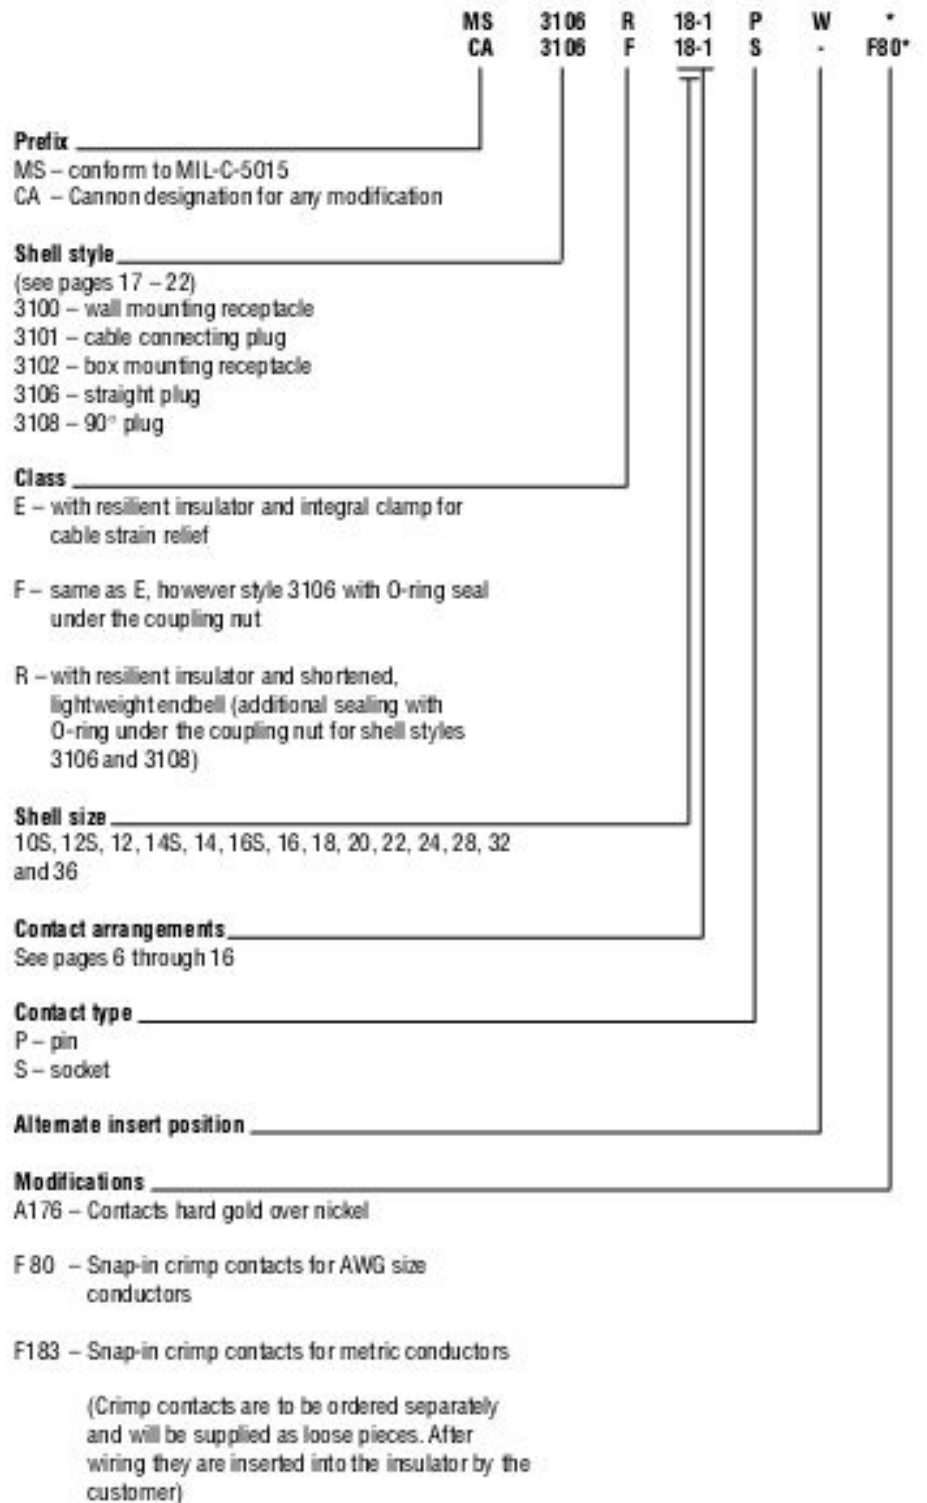 MS 3106 R 18-1 P W *
CA 3106 F 18-1 S - F80*
Prefix
MS – conform to MIL-C-5015
CA – Cannon designation for any modification
Shell style
(see pages 17 – 22)
3100 – wall mounting receptacle
3101 – cable connecting plug
3102 – box mounting receptacle
3106 – straight plug
3108 – 90° plug
Class
E – with resilient insulator and integral clamp for
cable strain relief
F – same as E, however style 3106 with O-ring seal
under the coupling nut
R – with resilient insulator and shortened,
lightweight endbell (additional sealing with
O-ring under the coupling nut for shell styles
3106 and 3108)
Shell size
10S, 12S, 12, 14S, 14, 16S, 16, 18, 20, 22, 24, 28, 32
and 36
Contact arrangements
See pages 6 through 16
Contact type
P – pin
S – socket
Alternate insert position
Modifications
A176 – Contacts hard gold over nickel
F 80 – Snap-in crimp contacts for AWG size
conductors
F183 – Snap-in crimp contacts for metric conductors
(Crimp contacts are to be ordered separately
and will be supplied as loose pieces. After
wiring they are inserted into the insulator by the
customer)